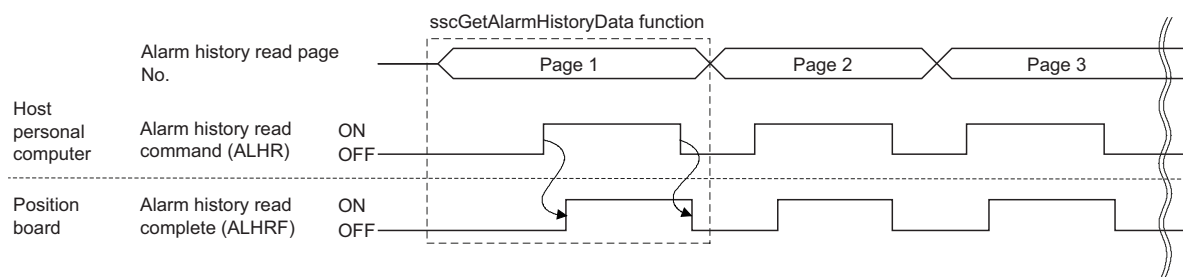 sscGetAlarmHistoryData function
Alarm history read page
No.
Page 1
Page 2
Page 3
Host
personal
computer
Alarm history read
command (ALHR)
ON
OFF
Position
board
Alarm history read
complete (ALHRF)
ON
OFF